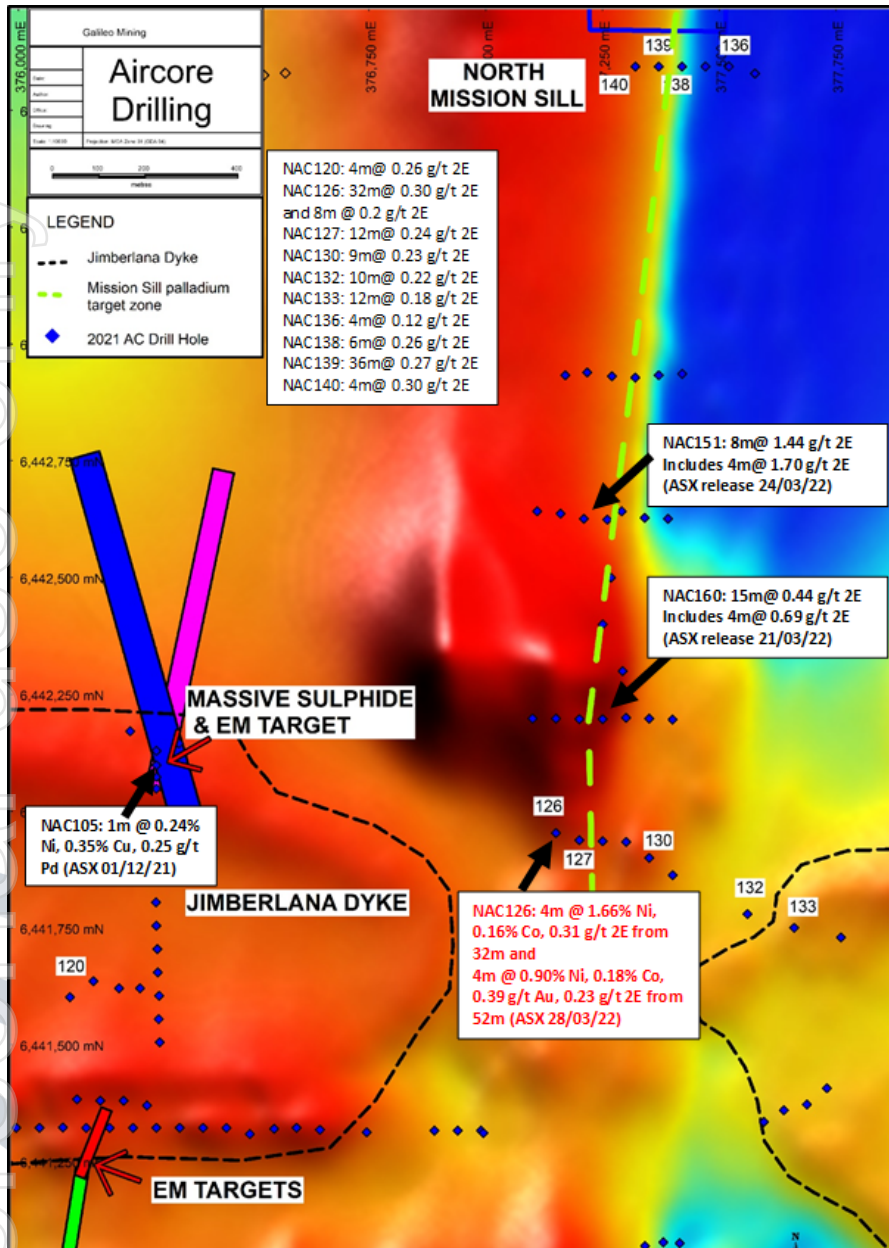 Galileo Mining
Aircore
Drilling
Date:
Author:
Office:
Drawing:
0 100 200 400
metres
LEGEND
Jimberlana Dyke
Mission Sill palladium
target zone
2021 AC Drill Hole
376,000 mE
376,750 mE
377,750 mE
NORTH
MISSION SILL
139
136
140
138
NAC120: 4m @ 0.26 g/t 2E
NAC126: 32m @ 0.30 g/t 2E
and 8m @ 0.2 g/t 2E
NAC127: 12m @ 0.24 g/t 2E
NAC130: 9m @ 0.23 g/t 2E
NAC132: 10m @ 0.22 g/t 2E
NAC133: 12m @ 0.18 g/t 2E
NAC136: 4m @ 0.12 g/t 2E
NAC138: 6m @ 0.26 g/t 2E
NAC139: 36m @ 0.27 g/t 2E
NAC140: 4m @ 0.30 g/t 2E
6,442,750 mN
NAC151: 8m@ 1.44 g/t 2E
Includes 4m@ 1.70 g/t 2E
(ASX release 24/03/22)
6,442,500 mN
NAC160: 15m@ 0.44 g/t 2E
Includes 4m@ 0.69 g/t 2E
(ASX release 21/03/22)
6,442,250 mN
MASSIVE SULPHIDE
& EM TARGET
NAC105: 1m @ 0.24%
Ni, 0.35% Cu, 0.25 g/t
Pd (ASX 01/12/21)
126
127
130
JIMBERLANA DYKE
132
133
NAC126: 4m @ 1.66% Ni,
0.16% Co, 0.31 g/t 2E from
32m and
4m @ 0.90% Ni, 0.18% Co,
0.39 g/t Au, 0.23 g/t 2E from
52m (ASX 28/03/22)
6,441,750 mN
120
6,441,500 mN
6,441,250 mN
EM TARGETS
N